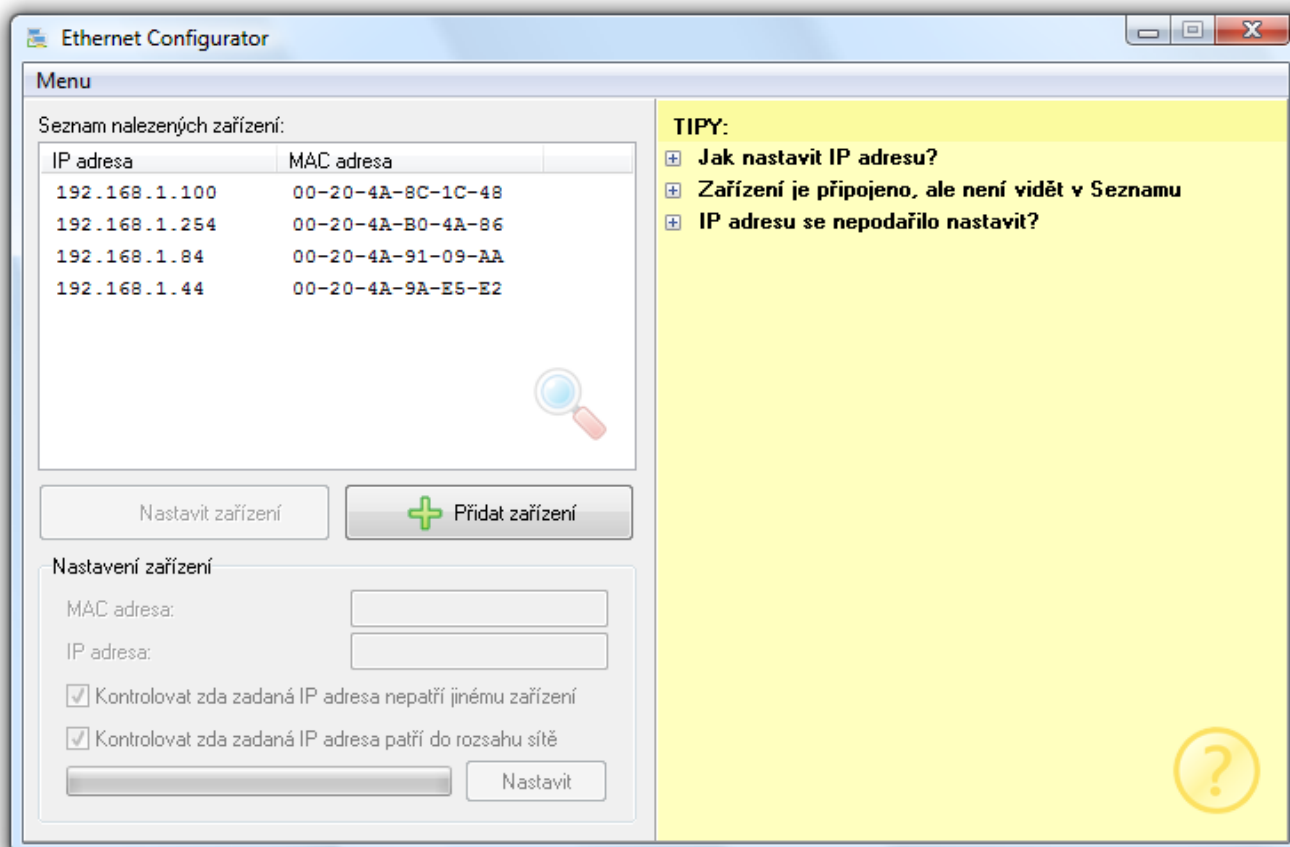 Ethernet Configurator
Menu
Seznam nalezených zařízení:
IP adresa MAC adresa
192.168.1.100 00-20-4A-8C-1C-48
192.168.1.254 00-20-4A-B0-4A-86
192.168.1.84 00-20-4A-91-09-AA
192.168.1.44 00-20-4A-9A-E5-E2
Nastavit zařízení Přidat zařízení
Nastavení zařízení
MAC adresa:
IP adresa:
Kontrolovat zda zadaná IP adresa nepatří jinému zařízení
Kontrolovat zda zadaná IP adresa patří do rozsahu sítě
Nastavit
TIPY:
Jak nastavit IP adresu?
Zařízení je připojeno, ale není vidět v Seznamu
IP adresu se nepodařilo nastavit?